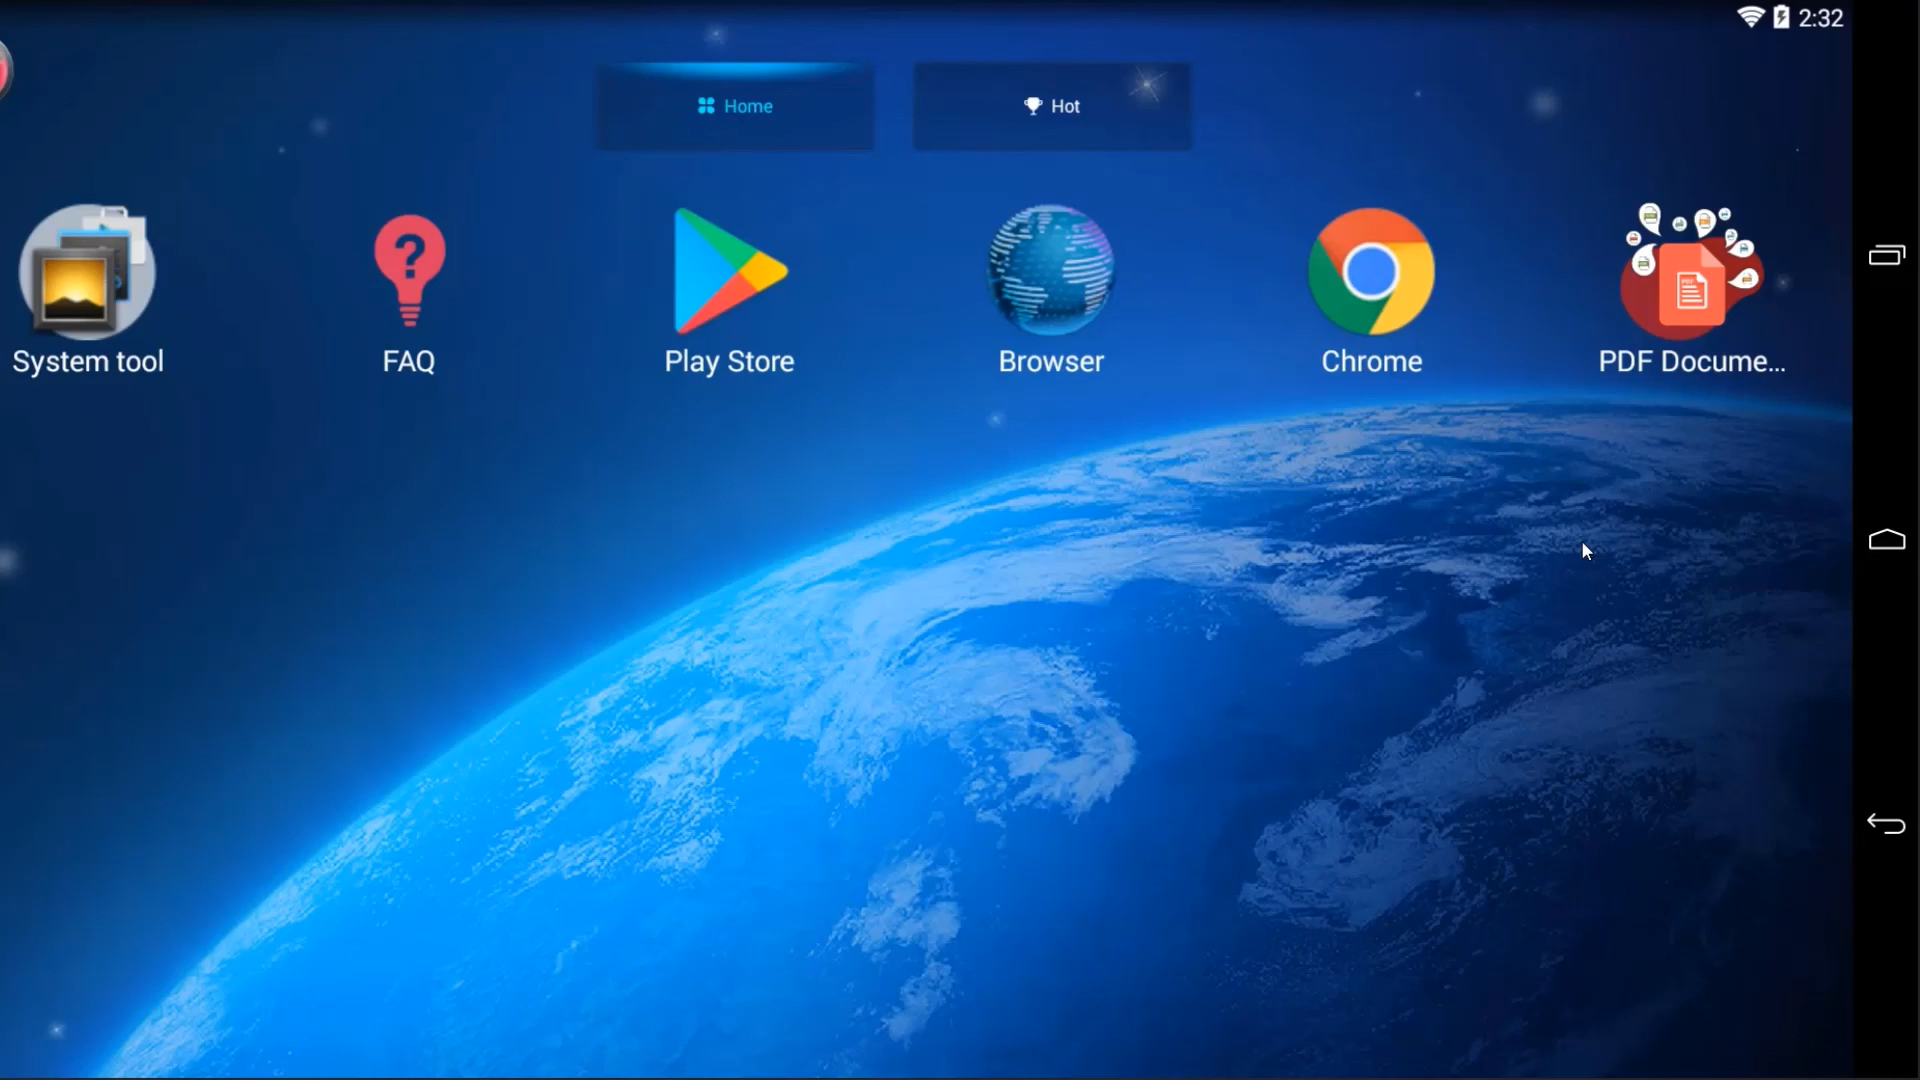 2:32
Home
Hot
System tool
FAQ
Play Store
Browser
Chrome
PDF Docume...